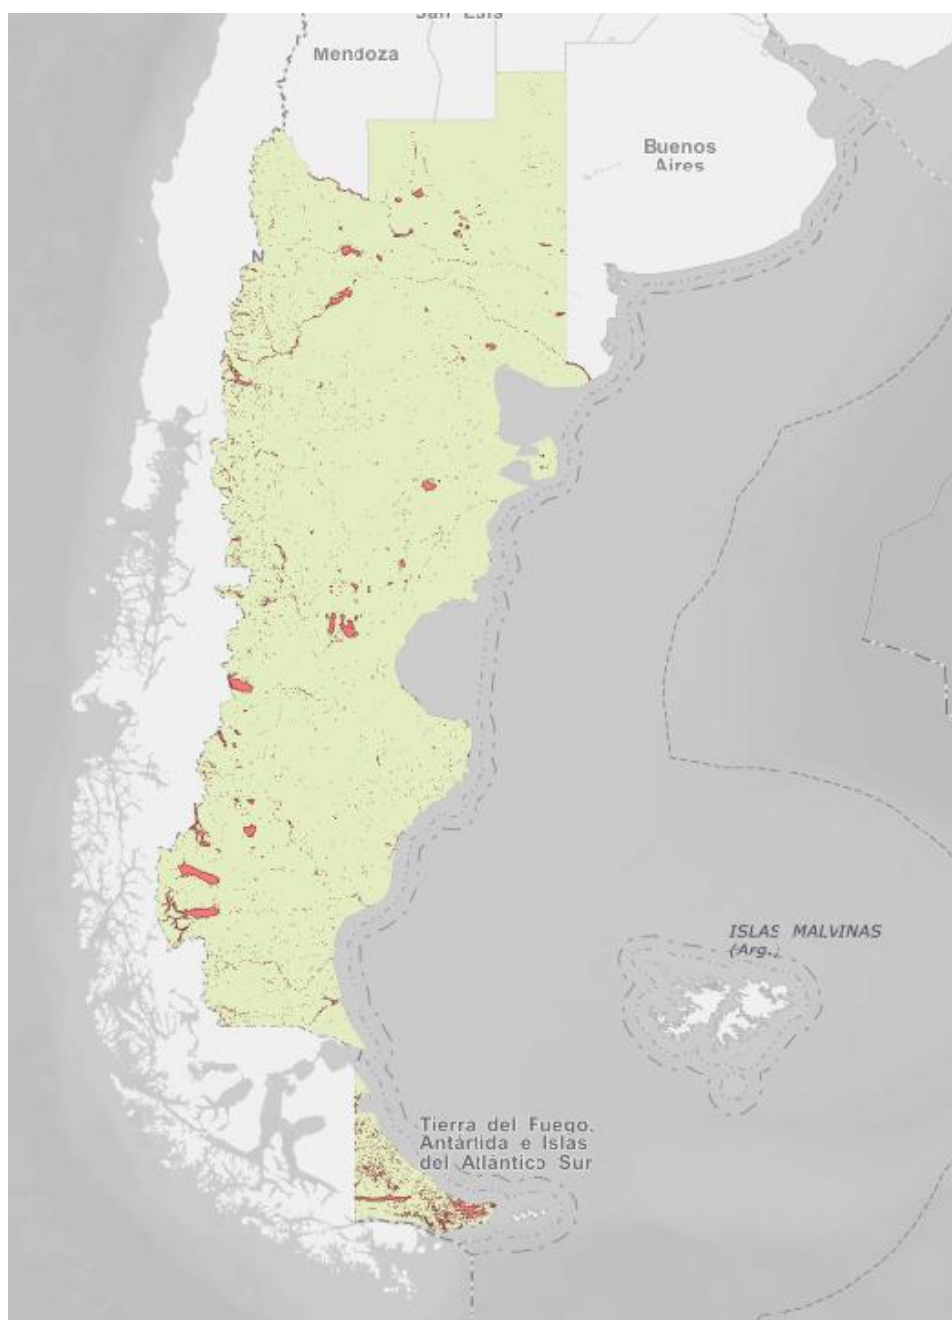 Mendoza
Buenos
Aires
N
ISLAS MALVINAS
(Arg.)
Tierra del Fuego,
Antártida e Islas
del Atlántico Sur